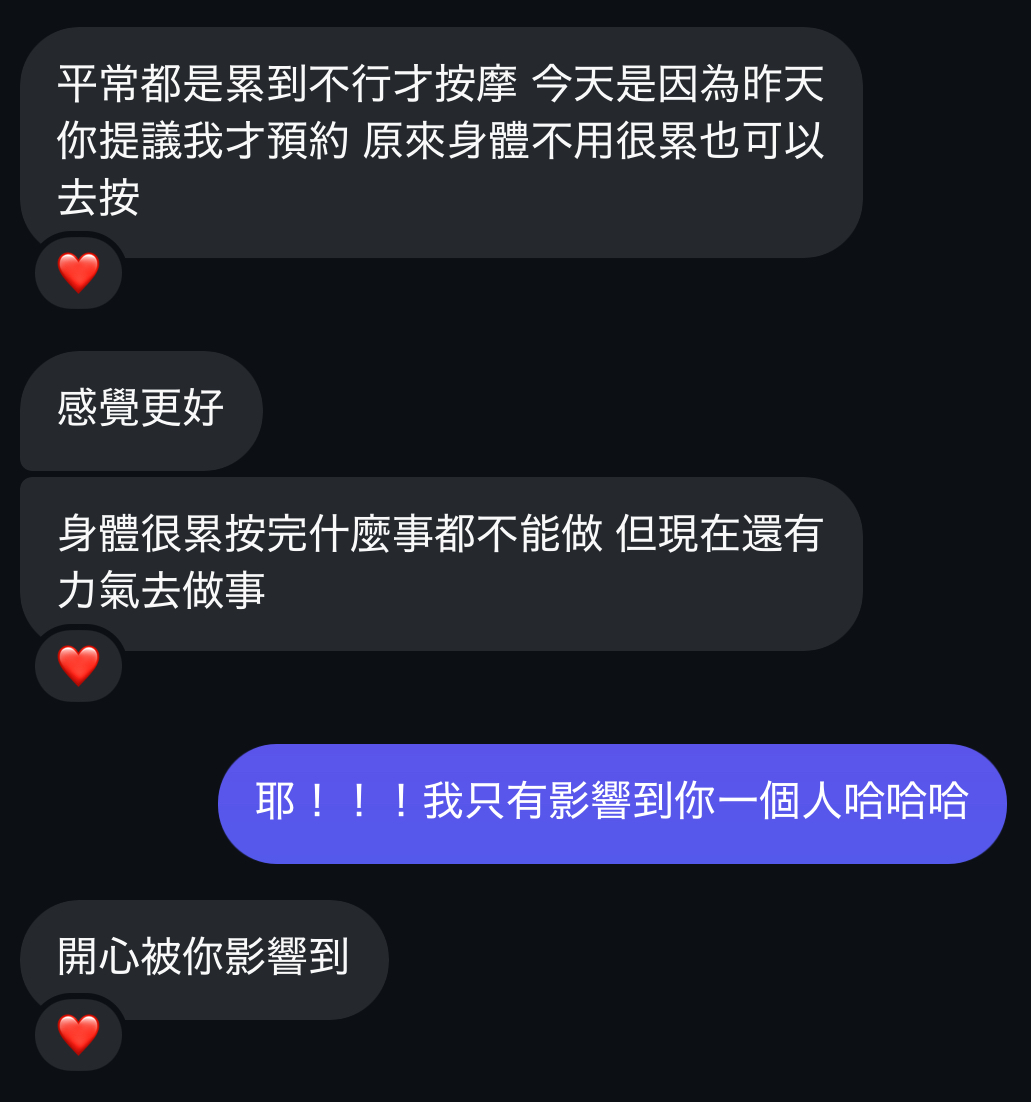 平常都是累到不行才按摩 今天是因為昨天
你提議我才預約 原來身體不用很累也可以
去按
感覺更好
身體很累按完什麼事都不能做 但現在還有
力氣去做事
耶！！！我只有影響到你一個人哈哈哈
開心被你影響到